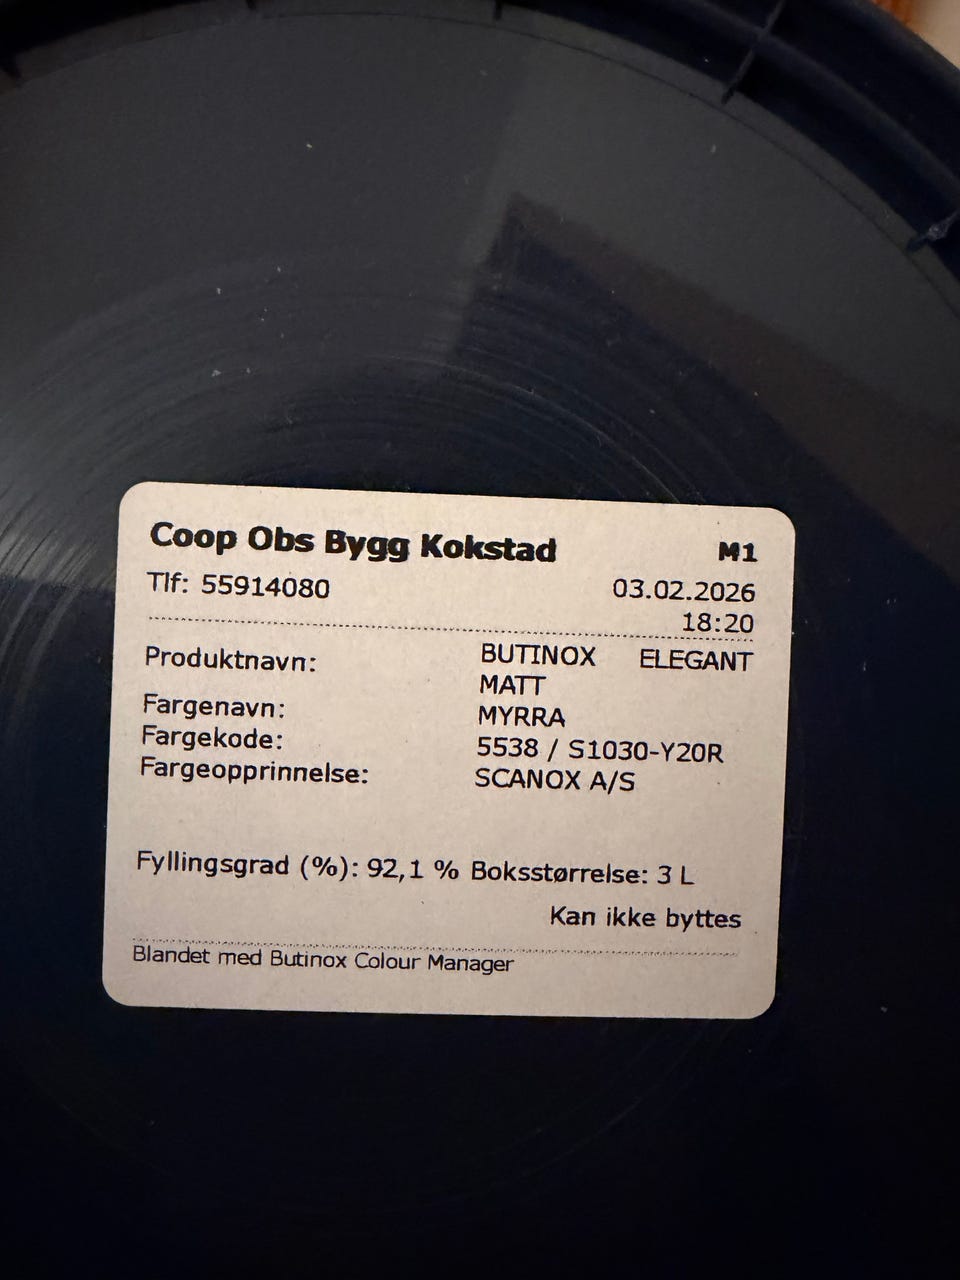 Coop Obs Bygg Kokstad M1
Tlf: 55914080 03.02.2026
18:20
Produktnavn: BUTINOX ELEGANT
MATT
Fargenavn: MYRRA
Fargekode: 5538 / S1030-Y20R
Fargeopprinnelse: SCANOX A/S
Fyllingsgrad (%): 92,1 % Boksstørrelse: 3 L
Kan ikke byttes
Blandet med Butinox Colour Manager